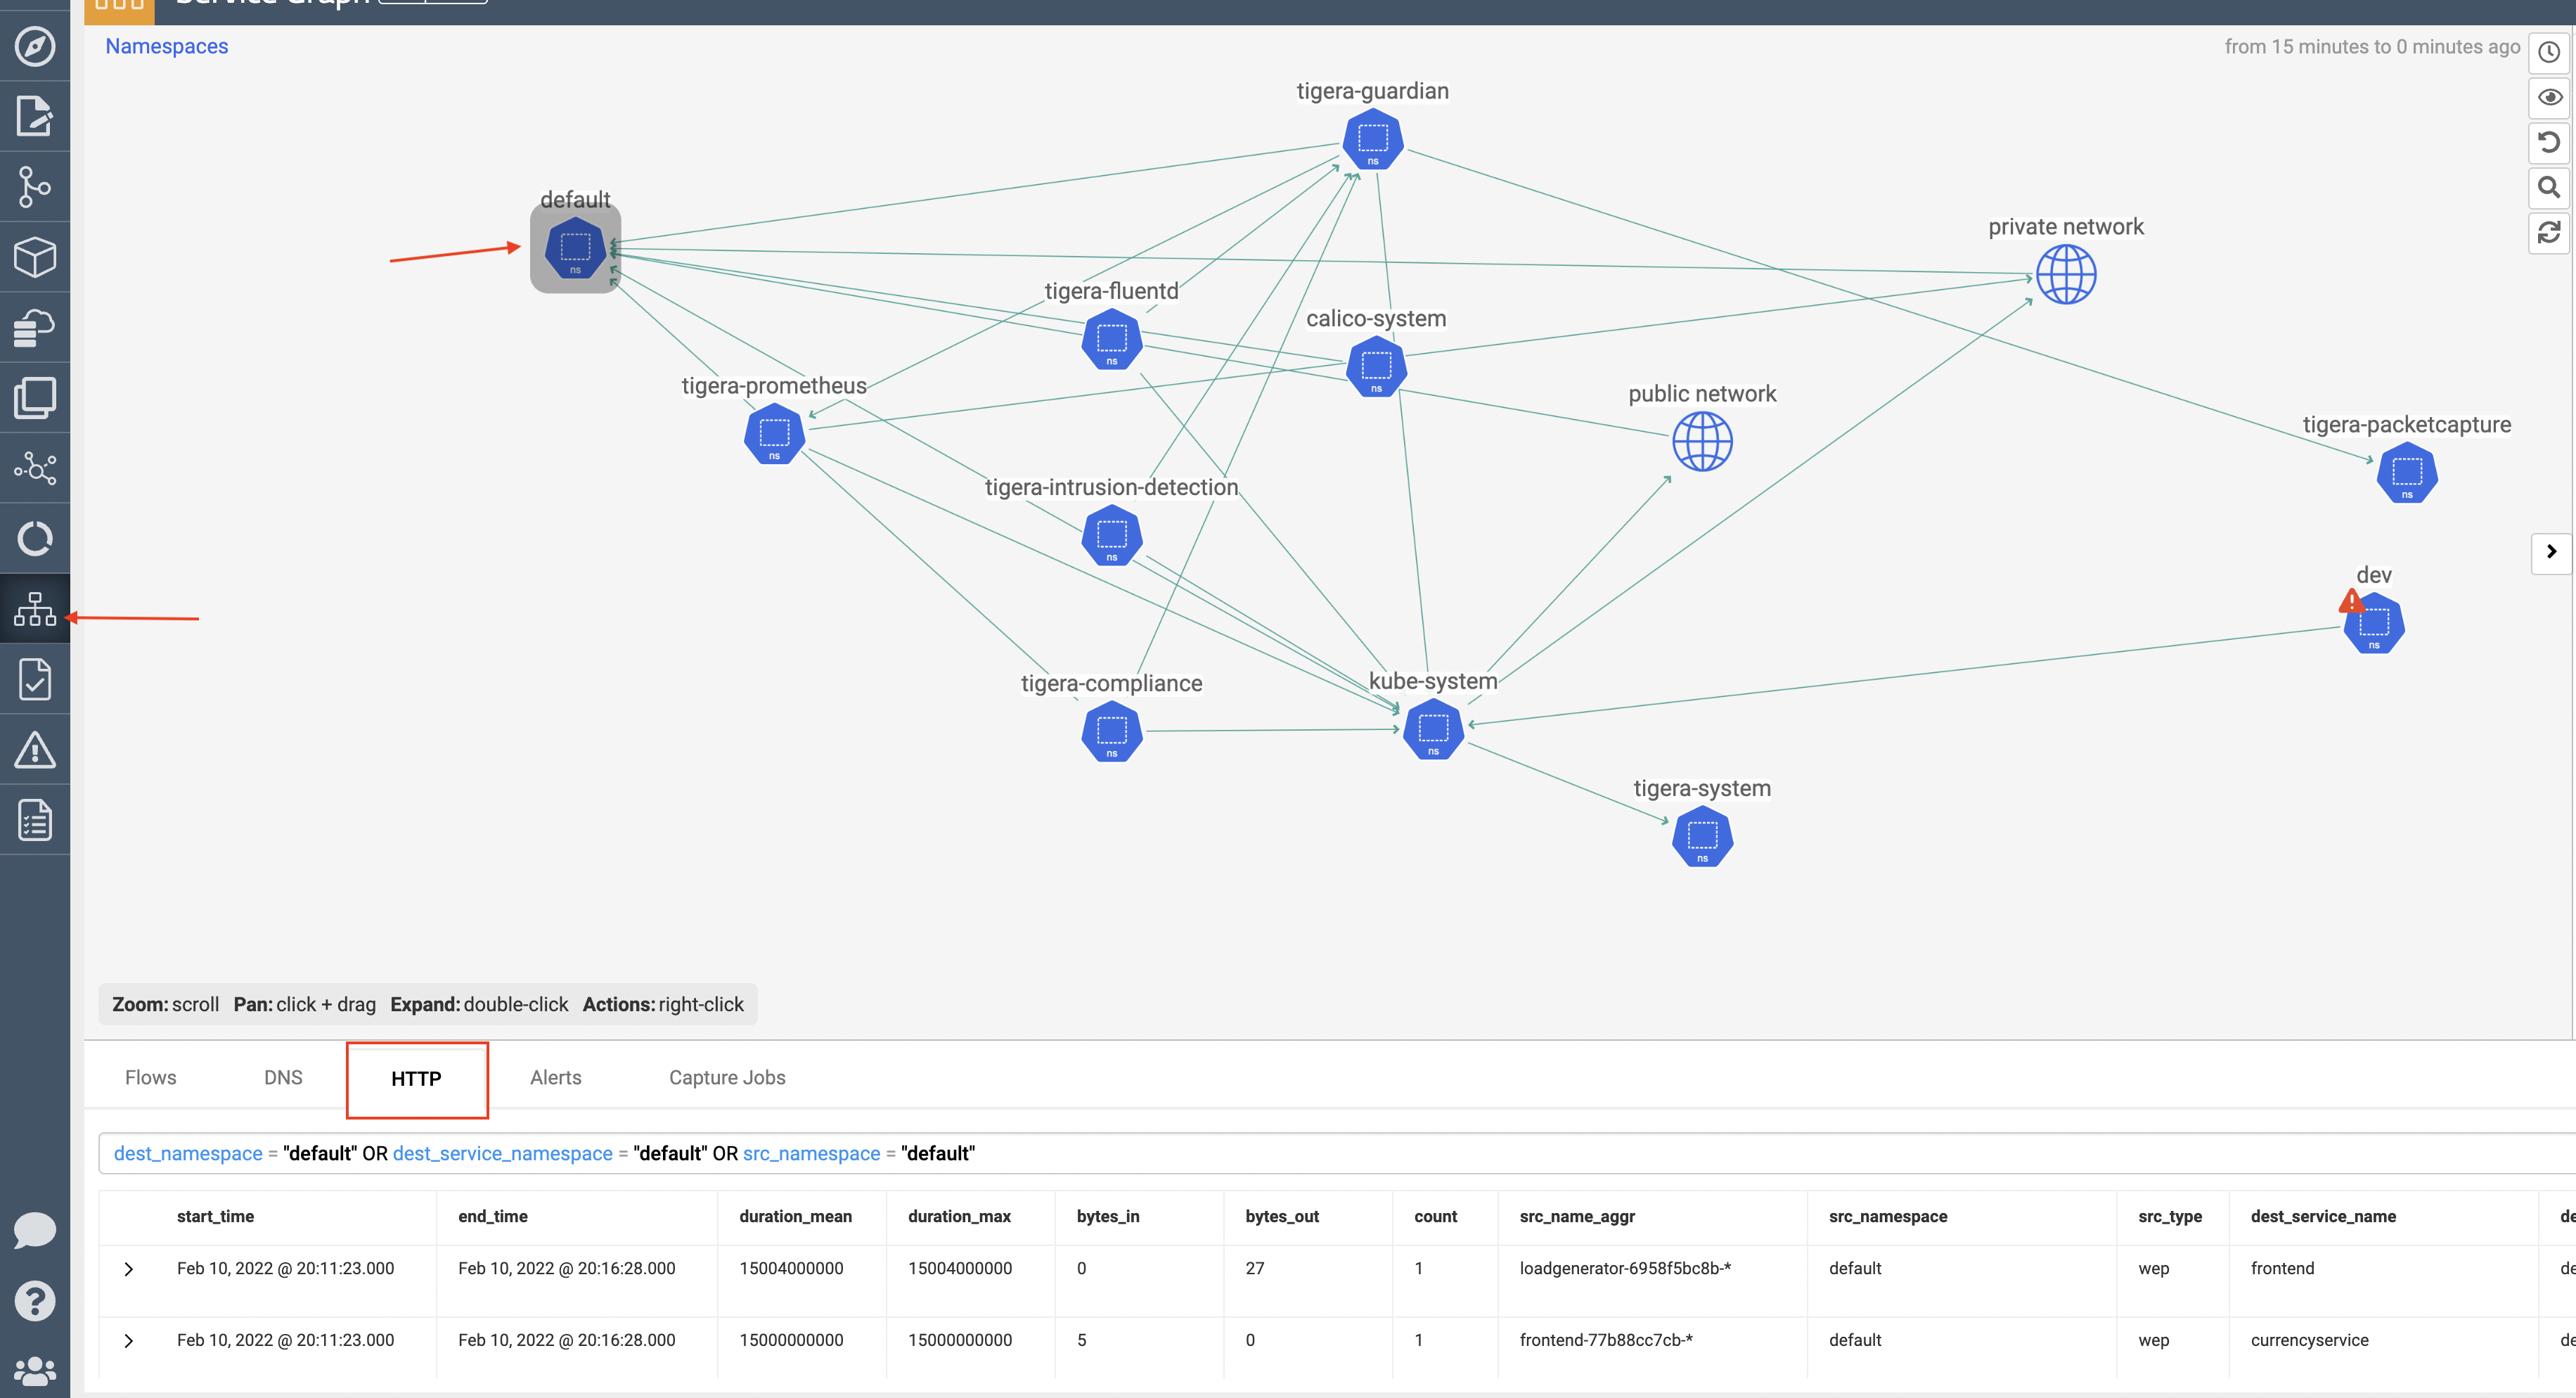 Service Graph
Namespaces
from 15 minutes to 0 minutes ago
tigera-guardian
ns
default
ns
private network
tigera-fluentd
ns
calico-system
ns
tigera-prometheus
ns
public network
tigera-packetcapture
ns
tigera-intrusion-detection
ns
dev
ns
tigera-compliance
ns
kube-system
ns
tigera-system
ns
Zoom: scroll Pan: click + drag Expand: double-click Actions: right-click
Flows DNS HTTP Alerts Capture Jobs
dest_namespace = "default" OR dest_service_namespace = "default" OR src_namespace = "default"
start_time end_time duration_mean duration_max bytes_in bytes_out count src_name_aggr src_namespace src_type dest_service_name de
Feb 10, 2022 @ 20:11:23.000 Feb 10, 2022 @ 20:16:28.000 15004000000 15004000000 0 27 1 loadgenerator-6958f5bc8b-* default wep frontend de
Feb 10, 2022 @ 20:11:23.000 Feb 10, 2022 @ 20:16:28.000 15000000000 15000000000 5 0 1 frontend-77b88cc7cb-* default wep currencyservice de